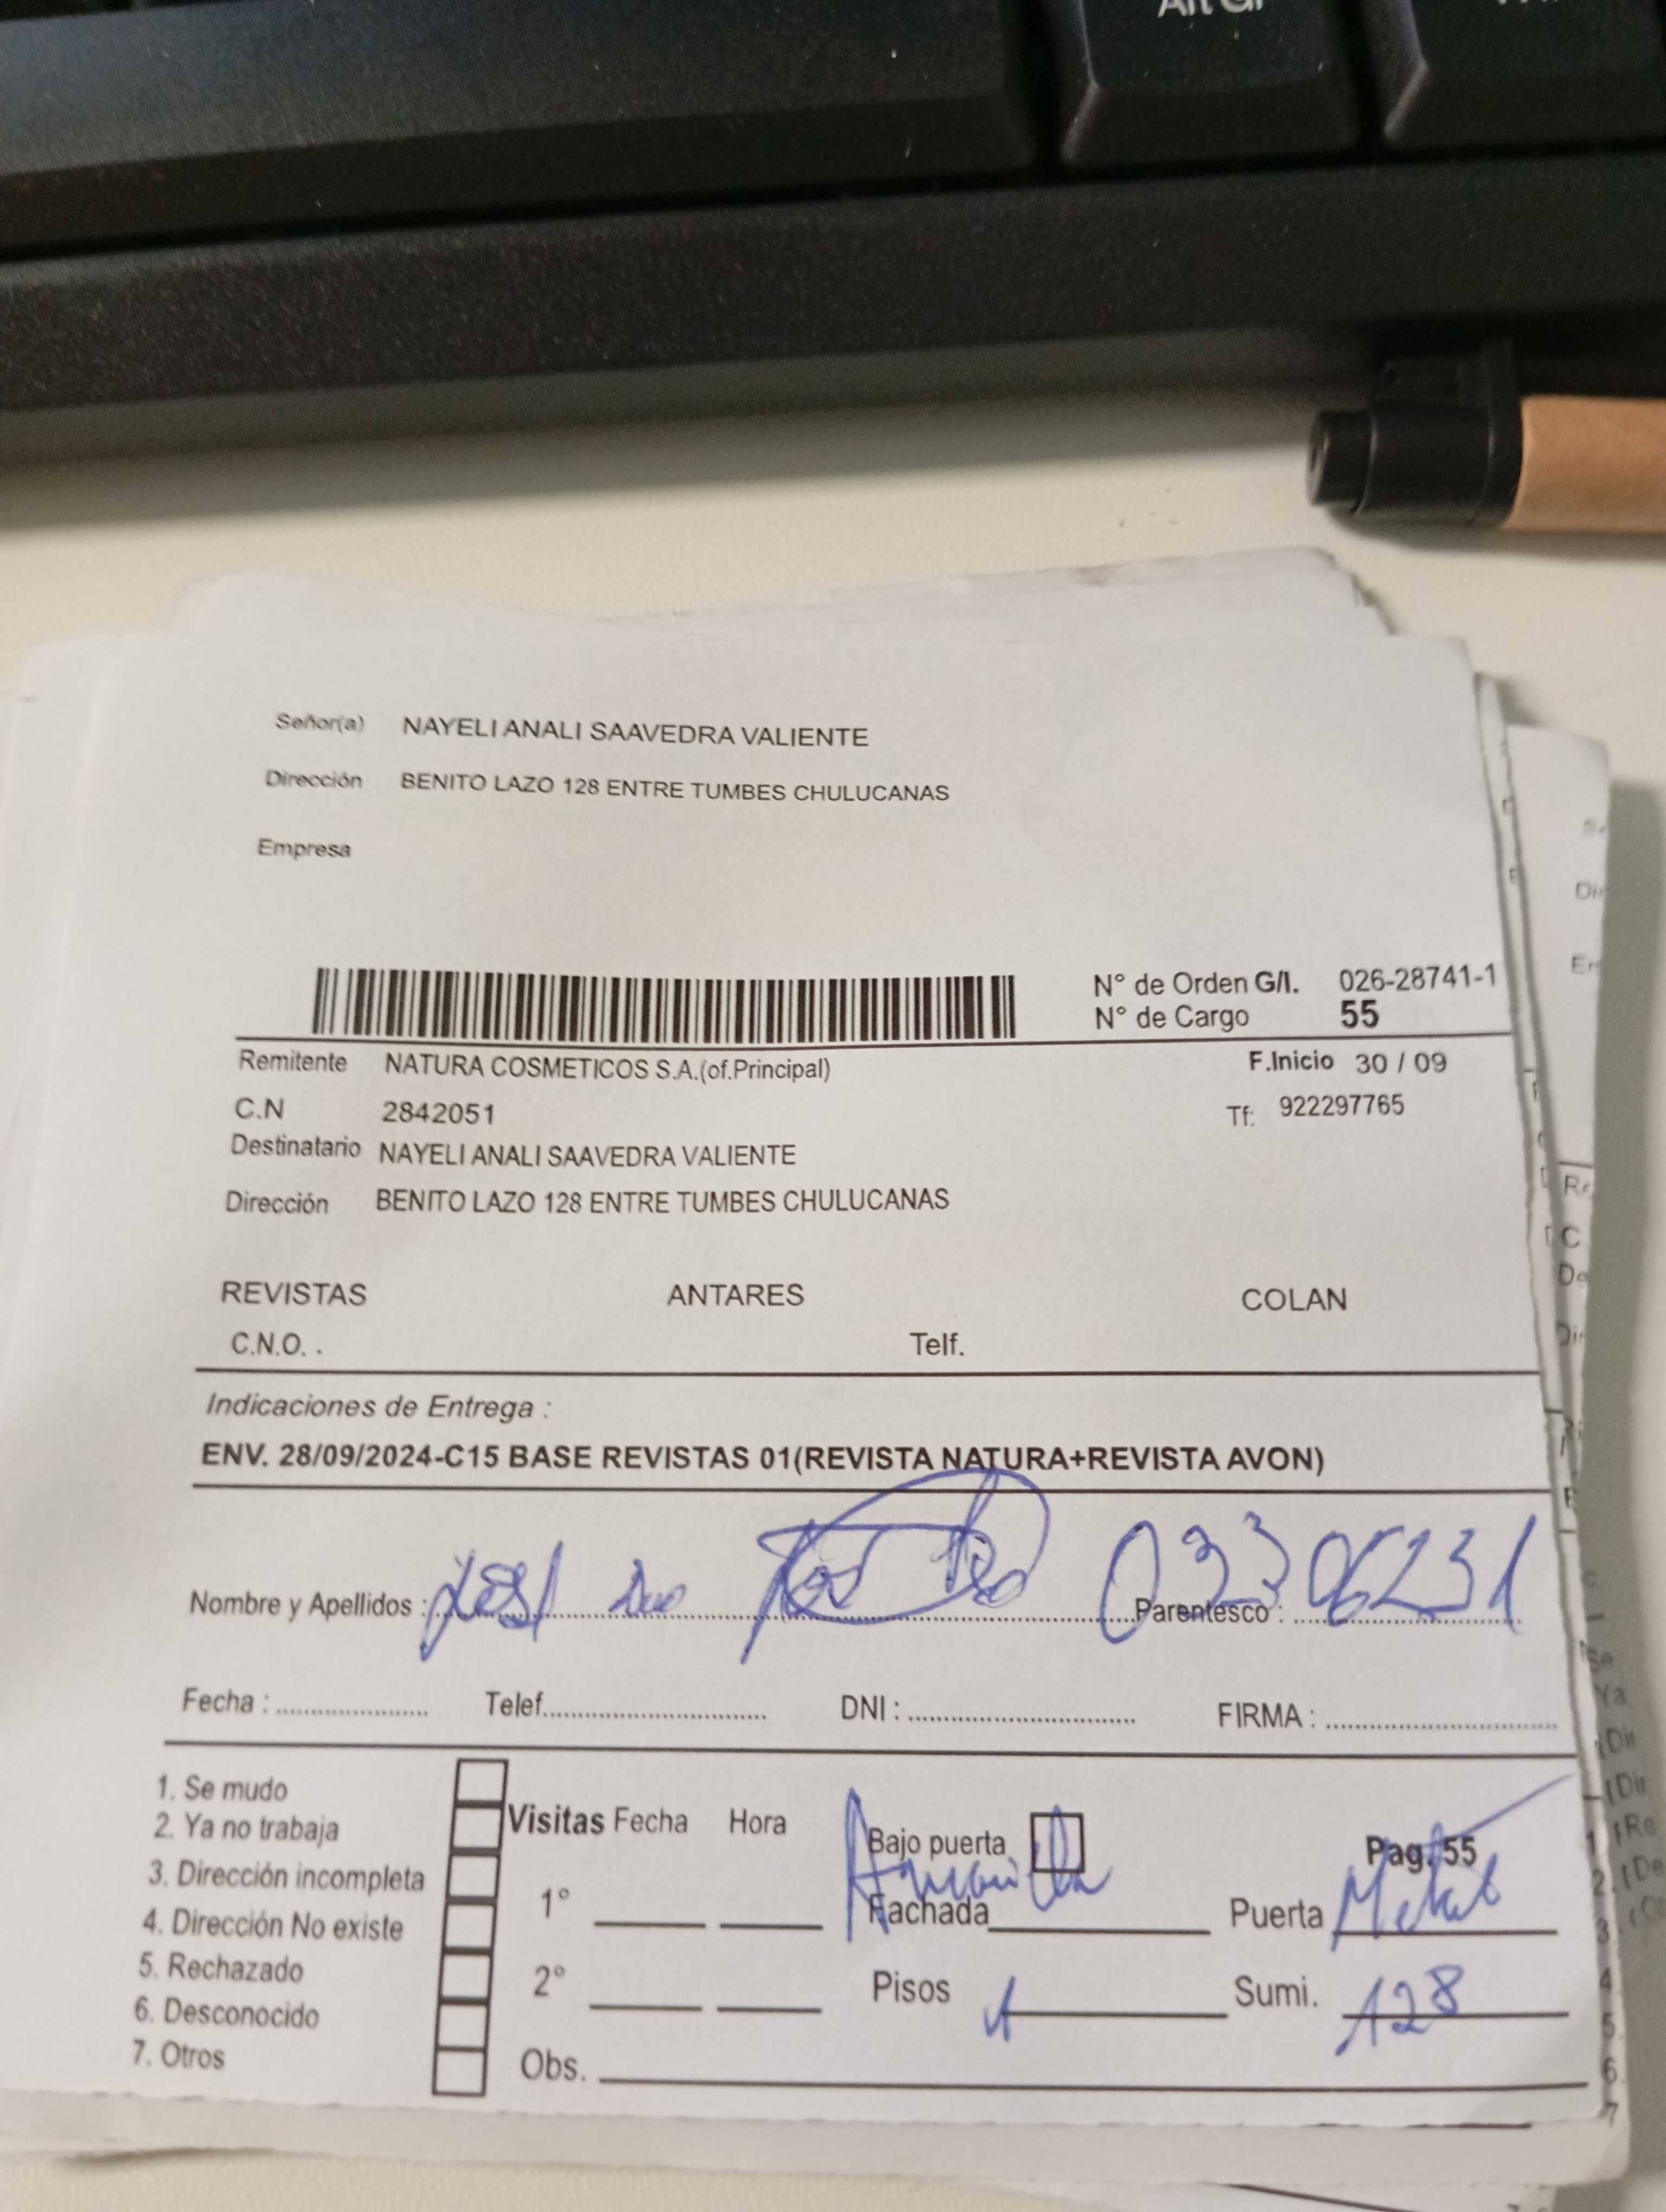 Alt Gr
Señor(a) NAYELI ANALI SAAVEDRA VALIENTE
Dirección BENITO LAZO 128 ENTRE TUMBES CHULUCANAS
Empresa
N° de Orden G/I. 026-28741-1
N° de Cargo 55
Remitente NATURA COSMETICOS S.A.(of.Principal) F.Inicio 30 / 09
C.N 2842051 Tf: 922297765
Destinatario NAYELI ANALI SAAVEDRA VALIENTE
Dirección BENITO LAZO 128 ENTRE TUMBES CHULUCANAS
REVISTAS ANTARES COLAN
C.N.O. . Telf.
Indicaciones de Entrega :
ENV. 28/09/2024-C15 BASE REVISTAS 01(REVISTA NATURA+REVISTA AVON)
Nombre y Apellidos : Parentesco :
Fecha : Telef. DNI : FIRMA :
1. Se mudo
2. Ya no trabaja
3. Dirección incompleta
4. Dirección No existe
5. Rechazado
6. Desconocido
7. Otros
Visitas Fecha Hora
1°
2°
Obs.
Bajo puerta Pag. 55
Fachada Puerta Metal
Pisos 1 Sumi. 128